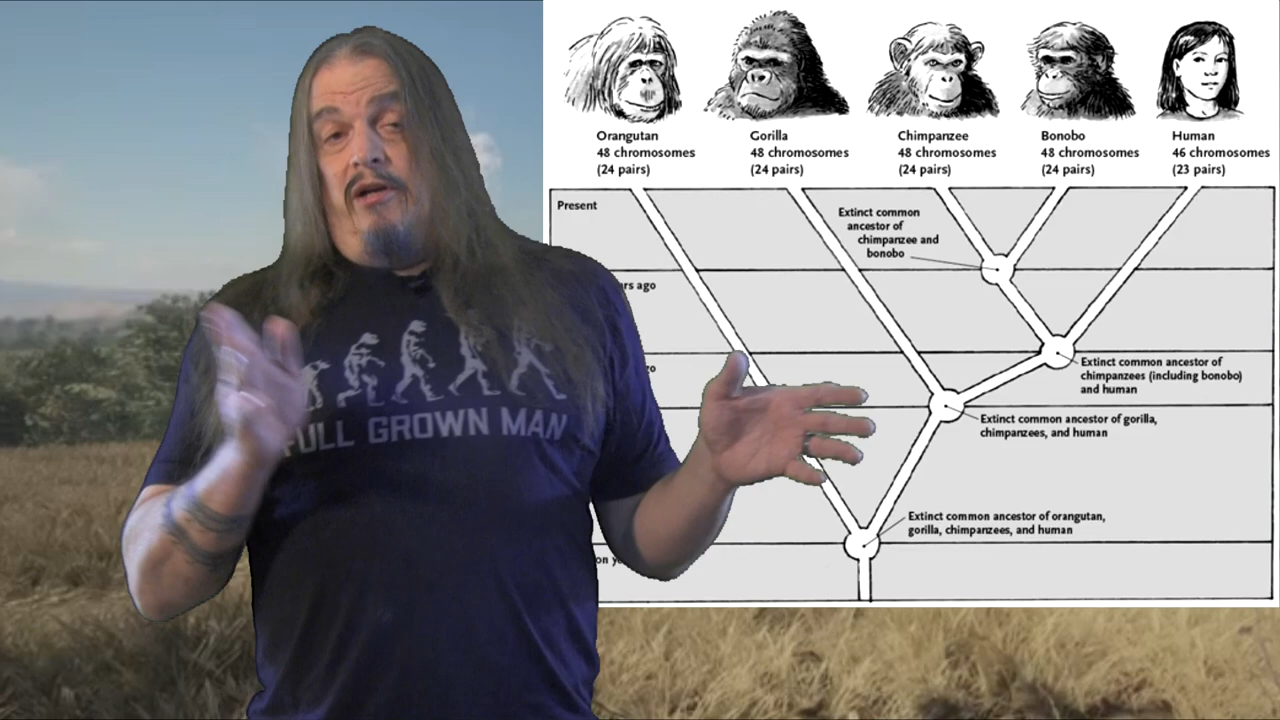 Orangutan
48 chromosomes
(24 pairs)
Gorilla
48 chromosomes
(24 pairs)
Chimpanzee
48 chromosomes
(24 pairs)
Bonobo
48 chromosomes
(24 pairs)
Human
46 chromosomes
(23 pairs)
Present
Extinct common
ancestor of
chimpanzee and
bonobo
ago
Extinct common ancestor of
chimpanzees (including bonobo)
and human
Extinct common ancestor of gorilla,
chimpanzees, and human
Extinct common ancestor of orangutan,
gorilla, chimpanzees, and human
FULL GROWN MAN